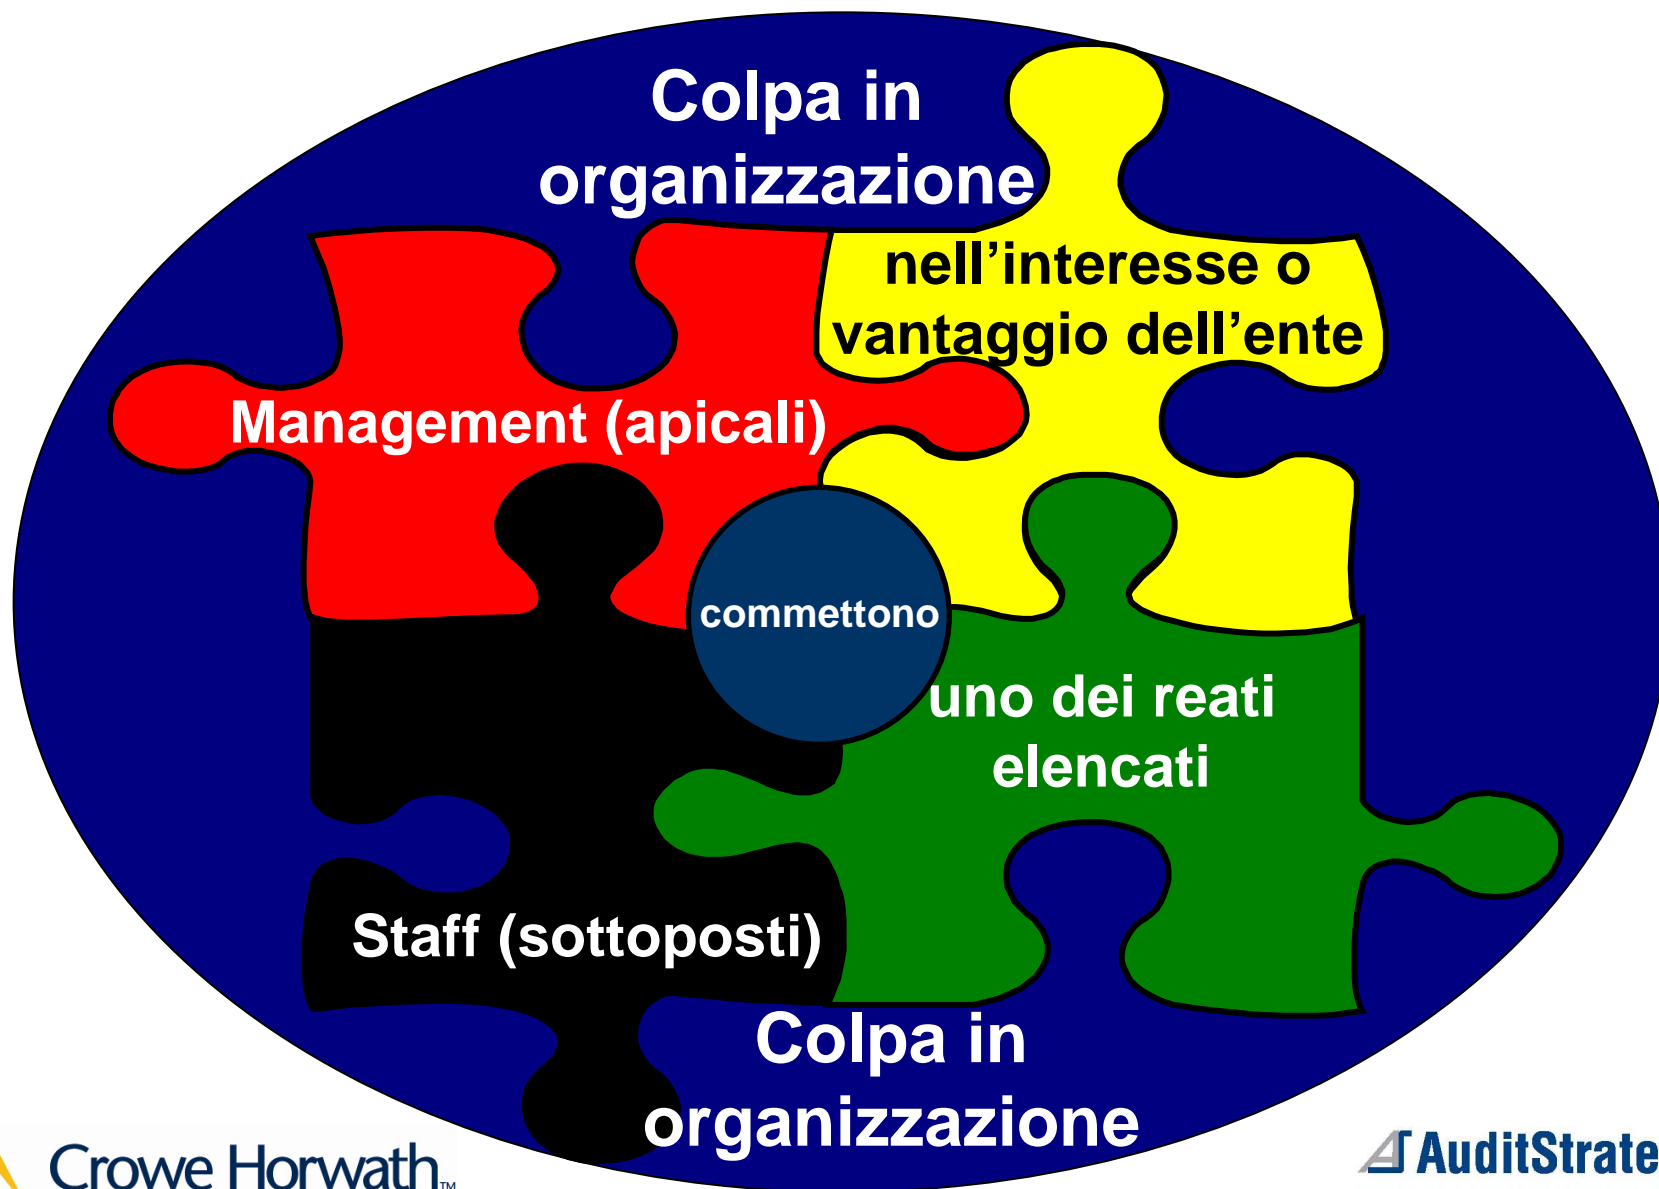 Colpa in
organizzazione
nell’interesse o
vantaggio dell’ente
Management (apicali)
commettono
uno dei reati
elencati
Staff (sottoposti)
Colpa in
organizzazione
Crowe Horwath™
AuditStrate